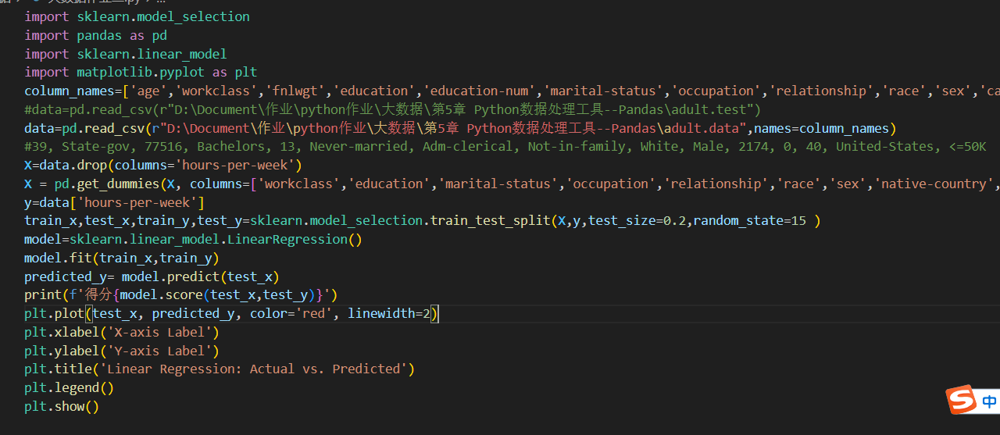 import sklearn.model_selection
import pandas as pd
import sklearn.linear_model
import matplotlib.pyplot as plt
column_names=['age','workclass','fnlwgt','education','education-num','marital-status','occupation','relationship','race','sex','ca
#data=pd.read_csv(r"D:\Document\作业\python作业\大数据\第5章 Python数据处理工具--Pandas\adult.test")
data=pd.read_csv(r"D:\Document\作业\python作业\大数据\第5章 Python数据处理工具--Pandas\adult.data",names=column_names)
#39, State-gov, 77516, Bachelors, 13, Never-married, Adm-clerical, Not-in-family, White, Male, 2174, 0, 40, United-States, <=50K
X=data.drop(columns='hours-per-week')
X = pd.get_dummies(X, columns=['workclass','education','marital-status','occupation','relationship','race','sex','native-country',
y=data['hours-per-week']
train_x,test_x,train_y,test_y=sklearn.model_selection.train_test_split(X,y,test_size=0.2,random_state=15 )
model=sklearn.linear_model.LinearRegression()
model.fit(train_x,train_y)
predicted_y= model.predict(test_x)
print(f'得分{model.score(test_x,test_y)}')
plt.plot(test_x, predicted_y, color='red', linewidth=2)
plt.xlabel('X-axis Label')
plt.ylabel('Y-axis Label')
plt.title('Linear Regression: Actual vs. Predicted')
plt.legend()
plt.show()
S 中